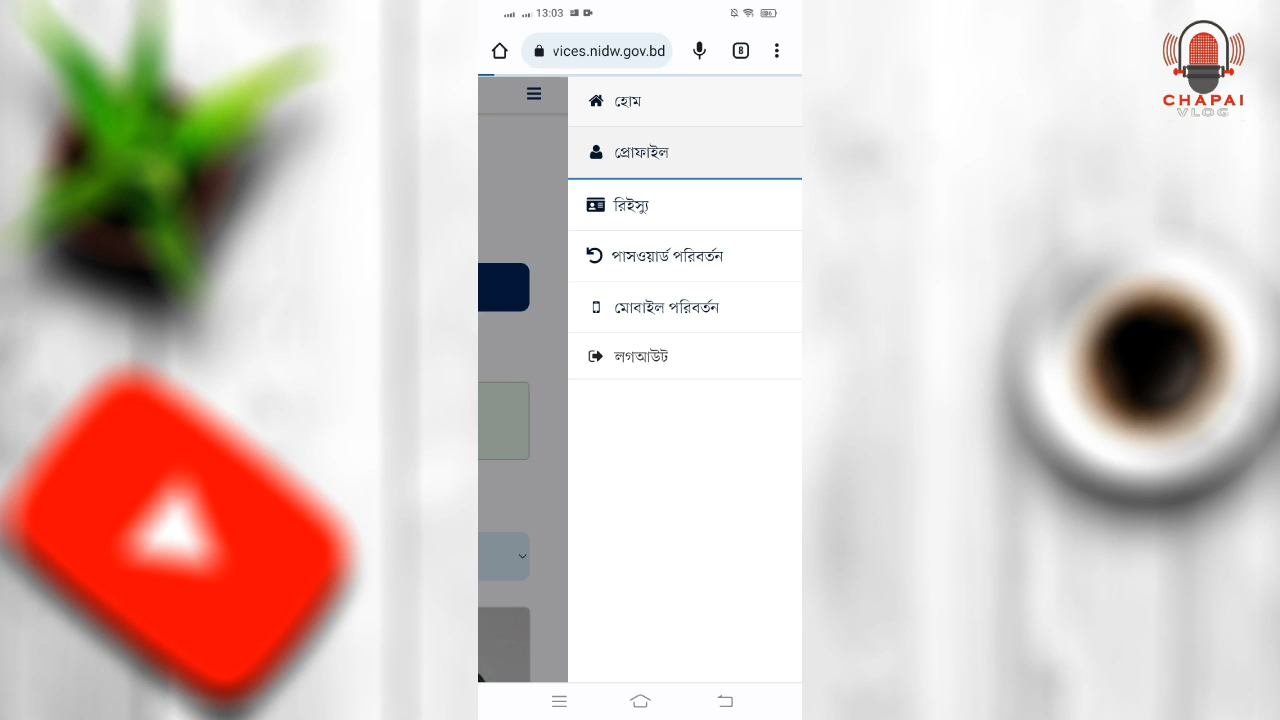 13:03
vices.nidw.gov.bd
8
হোম
প্রোফাইল
রিইস্যু
পাসওয়ার্ড পরিবর্তন
মোবাইল পরিবর্তন
লগআউট
CHAPAI
VLOG